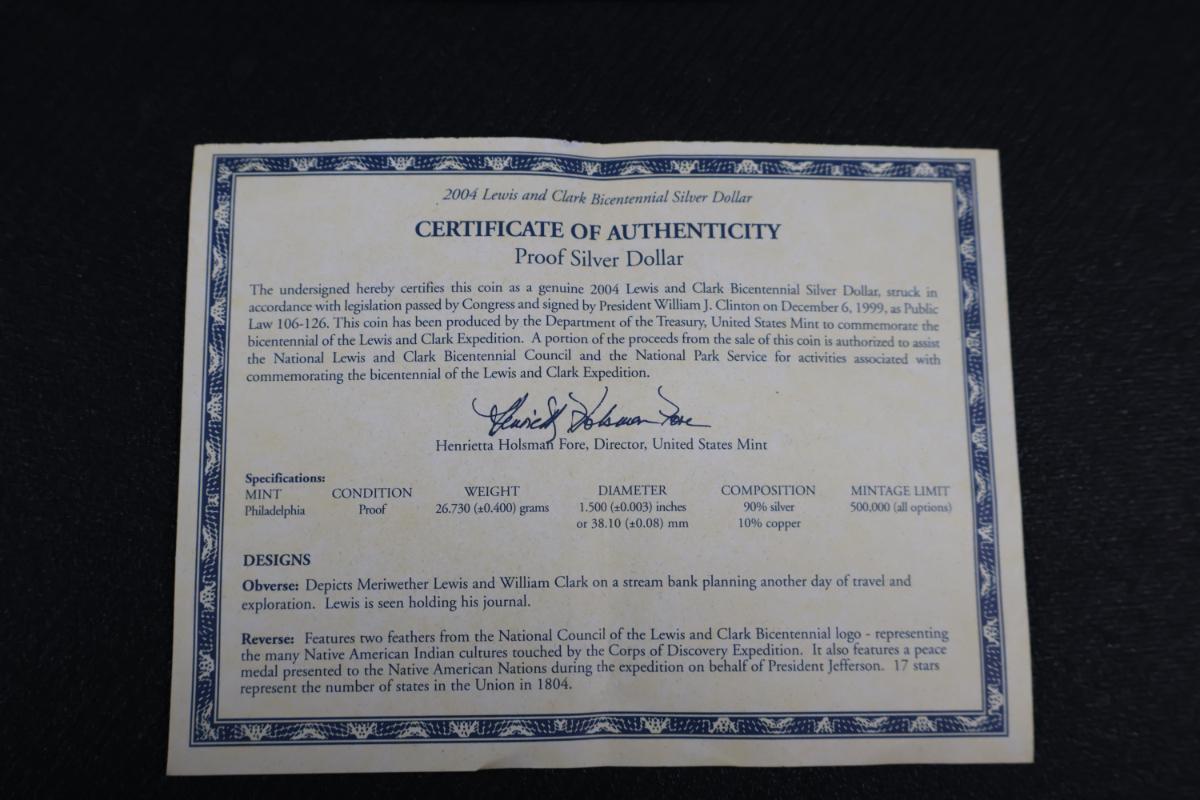 2004 Lewis and Clark Bicentennial Silver Dollar
CERTIFICATE OF AUTHENTICITY
Proof Silver Dollar
The undersigned hereby certifies this coin as a genuine 2004 Lewis and Clark Bicentennial Silver Dollar, struck in
accordance with legislation passed by Congress and signed by President William J. Clinton on December 6, 1999, as Public
Law 106-126. This coin has been produced by the Department of the Treasury, United States Mint to commemorate the
bicentennial of the Lewis and Clark Expedition. A portion of the proceeds from the sale of this coin is authorized to assist
the National Lewis and Clark Bicentennial Council and the National Park Service for activities associated with
commemorating the bicentennial of the Lewis and Clark Expedition.
Henrietta Holsman Fore
Henrietta Holsman Fore, Director, United States Mint
Specifications:
MINT CONDITION WEIGHT DIAMETER COMPOSITION MINTAGE LIMIT
Philadelphia Proof 26.730 (±0.400) grams 1.500 (±0.003) inches 90% silver 500,000 (all options)
or 38.10 (±0.08) mm 10% copper
DESIGNS
Obverse: Depicts Meriwether Lewis and William Clark on a stream bank planning another day of travel and
exploration. Lewis is seen holding his journal.
Reverse: Features two feathers from the National Council of the Lewis and Clark Bicentennial logo - representing
the many Native American Indian cultures touched by the Corps of Discovery Expedition. It also features a peace
medal presented to the Native American Nations during the expedition on behalf of President Jefferson. 17 stars
represent the number of states in the Union in 1804.